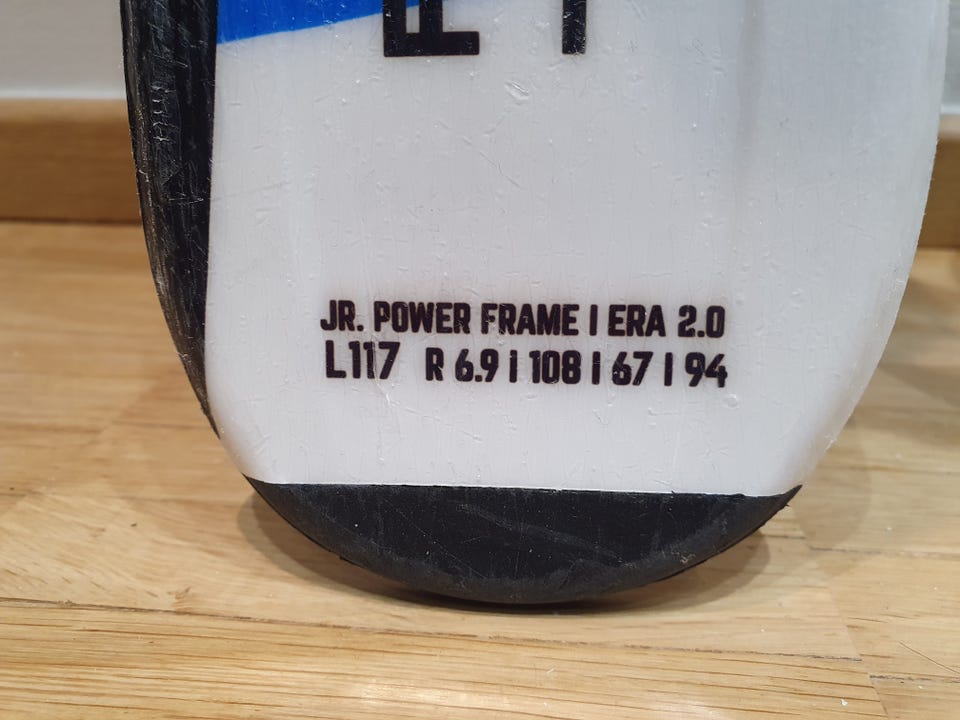 JR. POWER FRAME | ERA 2.0
L117 R 6.9 | 108 | 67 | 94